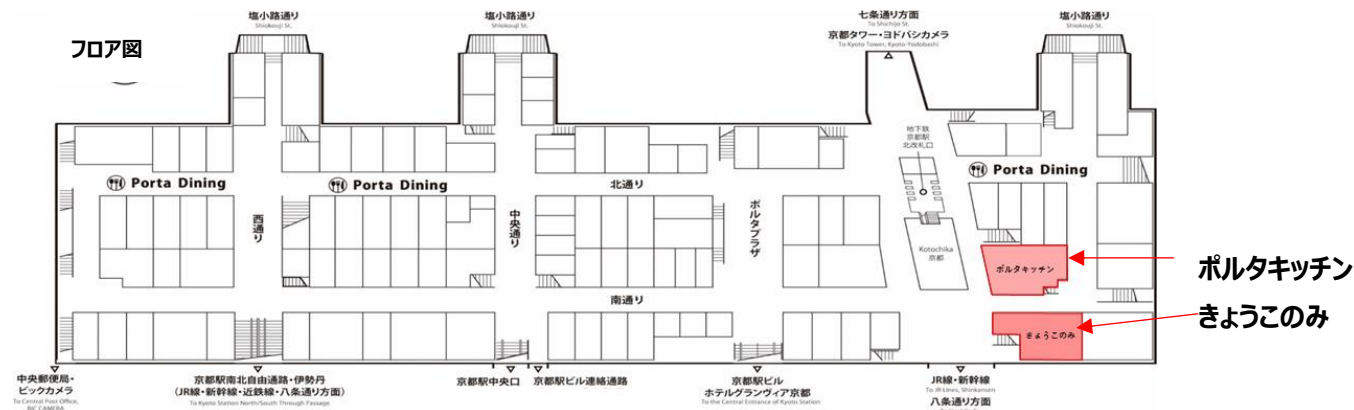 塩小路通り
Shiokouji St.
塩小路通り
Shiokouji St.
七条通り方面
To Shichijo St.
京都タワー・ヨドバシカメラ
To Kyoto Tower, Kyoto-Yodobashi
塩小路通り
Shiokouji St.
フロア図
地下鉄
京都駅
北改札口
Porta Dining
Porta Dining
北通り
Porta Dining
西通り
中央通り
ポルタプラザ
Kotochika
京都
ポルタキッチン
ポルタキッチン
南通り
きょうこのみ
きょうこのみ
中央郵便局・
ビックカメラ
To Central Post Office,
BIC CAMERA
京都駅南北自由通路・伊勢丹
(JR線・新幹線・近鉄線・八条通り方面)
To Kyoto Station North/South Through Passage
京都駅中央口
京都駅ビル連絡通路
京都駅ビル
ホテルグランヴィア京都
To the Central Entrance of Kyoto Station
JR線・新幹線
To JR Lines, Shinkansen
八条通り方面